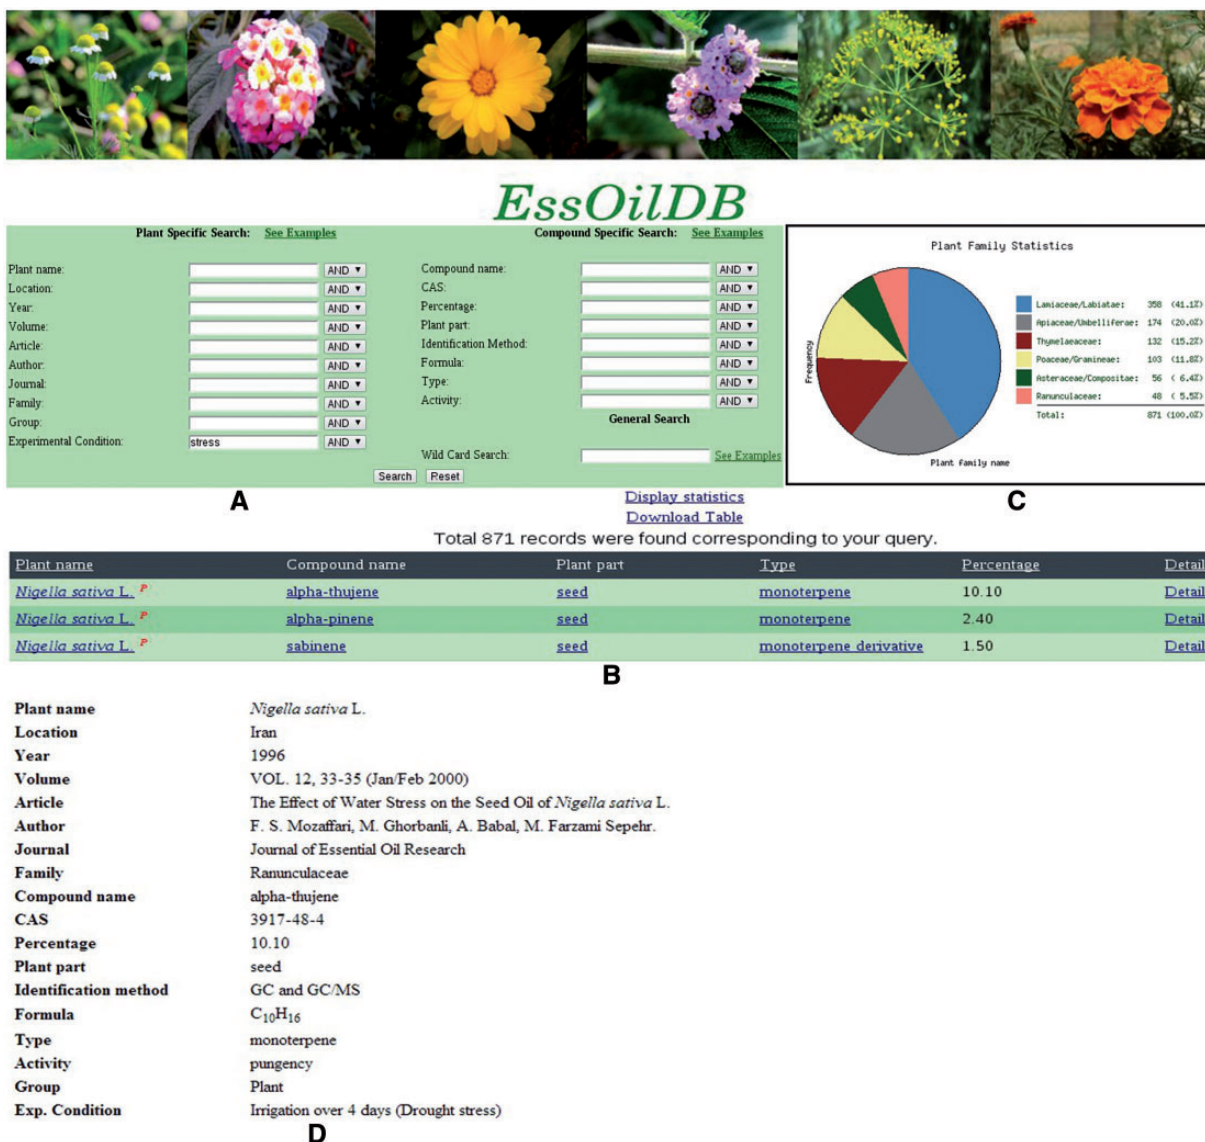 EssOilDB
Plant Specific Search: See Examples
Plant name: AND ▼
Location: AND ▼
Year: AND ▼
Volume: AND ▼
Article: AND ▼
Author: AND ▼
Journal: AND ▼
Family: AND ▼
Group: AND ▼
Experimental Condition: stress AND ▼
Compound Specific Search: See Examples
Compound name: AND ▼
CAS: AND ▼
Percentage: AND ▼
Plant part: AND ▼
Identification Method: AND ▼
Formula: AND ▼
Type: AND ▼
Activity: AND ▼
General Search
Wild Card Search: See Examples
Search Reset
A
Plant Family Statistics
Frequency
Lamiaceae/Labiatae: 358 (41.1%)
Apiaceae/Umbelliferae: 174 (20.0%)
Thymelaeaceae: 132 (15.2%)
Poaceae/Gramineae: 103 (11.8%)
Asteraceae/Compositae: 56 ( 6.4%)
Ranunculaceae: 48 ( 5.5%)
Total: 871 (100.0%)
Plant family name
C
Display statistics
Download Table
Total 871 records were found corresponding to your query.
Plant name Compound name Plant part Type Percentage Detail
Nigella sativa L. P alpha-thujene seed monoterpene 10.10 Detail
Nigella sativa L. P alpha-pinene seed monoterpene 2.40 Detail
Nigella sativa L. P sabinene seed monoterpene derivative 1.50 Detail
B
Plant name Nigella sativa L.
Location Iran
Year 1996
Volume VOL. 12, 33-35 (Jan/Feb 2000)
Article The Effect of Water Stress on the Seed Oil of Nigella sativa L.
Author F. S. Mozaffari, M. Ghorbanli, A. Babal, M. Farzami Sepehr.
Journal Journal of Essential Oil Research
Family Ranunculaceae
Compound name alpha-thujene
CAS 3917-48-4
Percentage 10.10
Plant part seed
Identification method GC and GC/MS
Formula C10H16
Type monoterpene
Activity pungency
Group Plant
Exp. Condition Irrigation over 4 days (Drought stress)
D